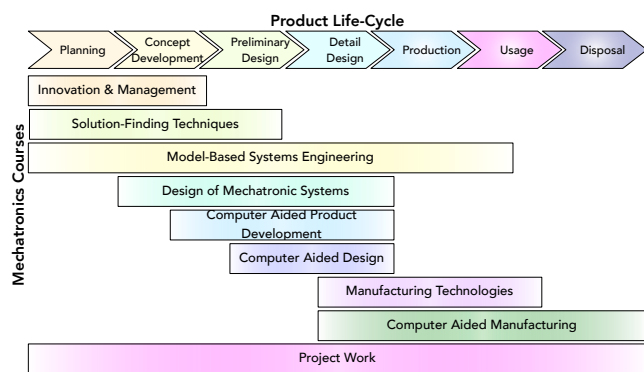 Product Life-Cycle
Planning
Concept
Development
Preliminary
Design
Detail
Design
Production
Usage
Disposal
Mechatronics Courses
Innovation & Management
Solution-Finding Techniques
Model-Based Systems Engineering
Design of Mechatronic Systems
Computer Aided Product
Development
Computer Aided Design
Manufacturing Technologies
Computer Aided Manufacturing
Project Work